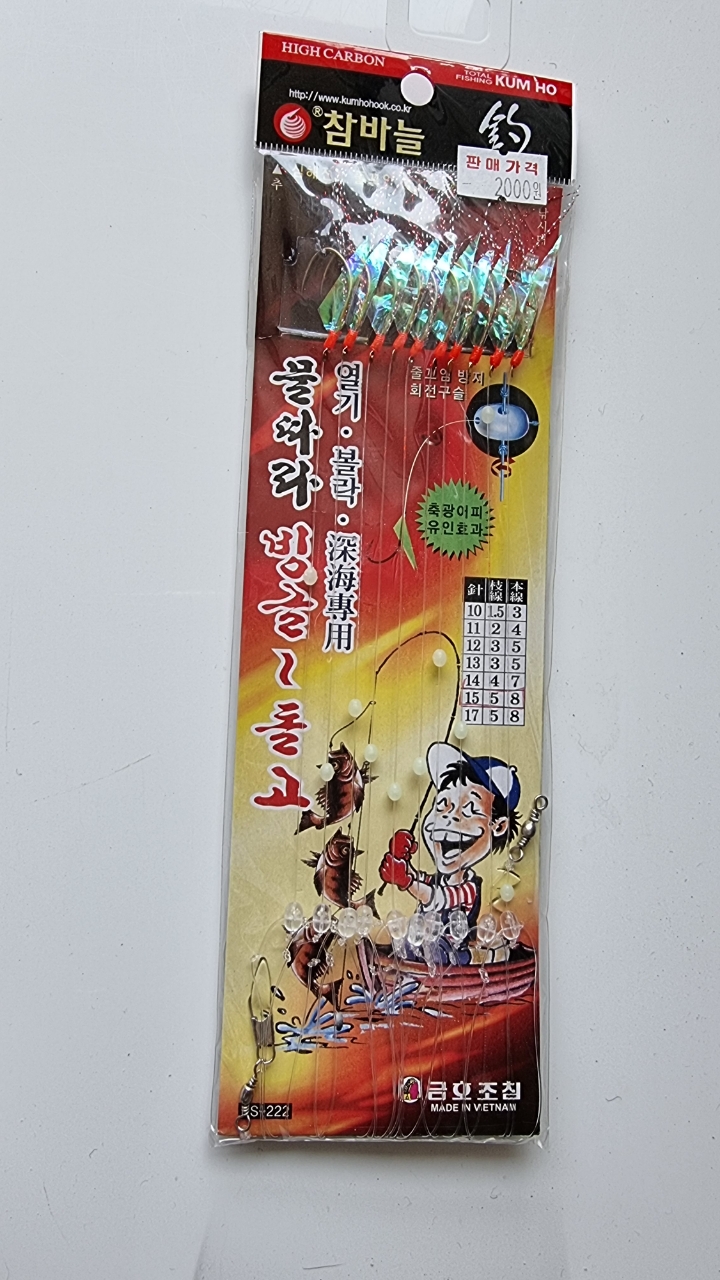 HIGH CARBON
TOTAL
FISHING KUM HO
http://www.kumhohook.co.kr
®참바늘
釣
판매가격
2000원
추
물따라 빙글~돌고
열기·볼락·深海專用
줄꼬임 방지
회전구슬
축광어피
유인효과
針 枝線 本線
10 1.5 3
11 2 4
12 3 5
13 3 5
14 4 7
15 5 8
17 5 8
금호조침
MADE IN VIETNAM
S-222